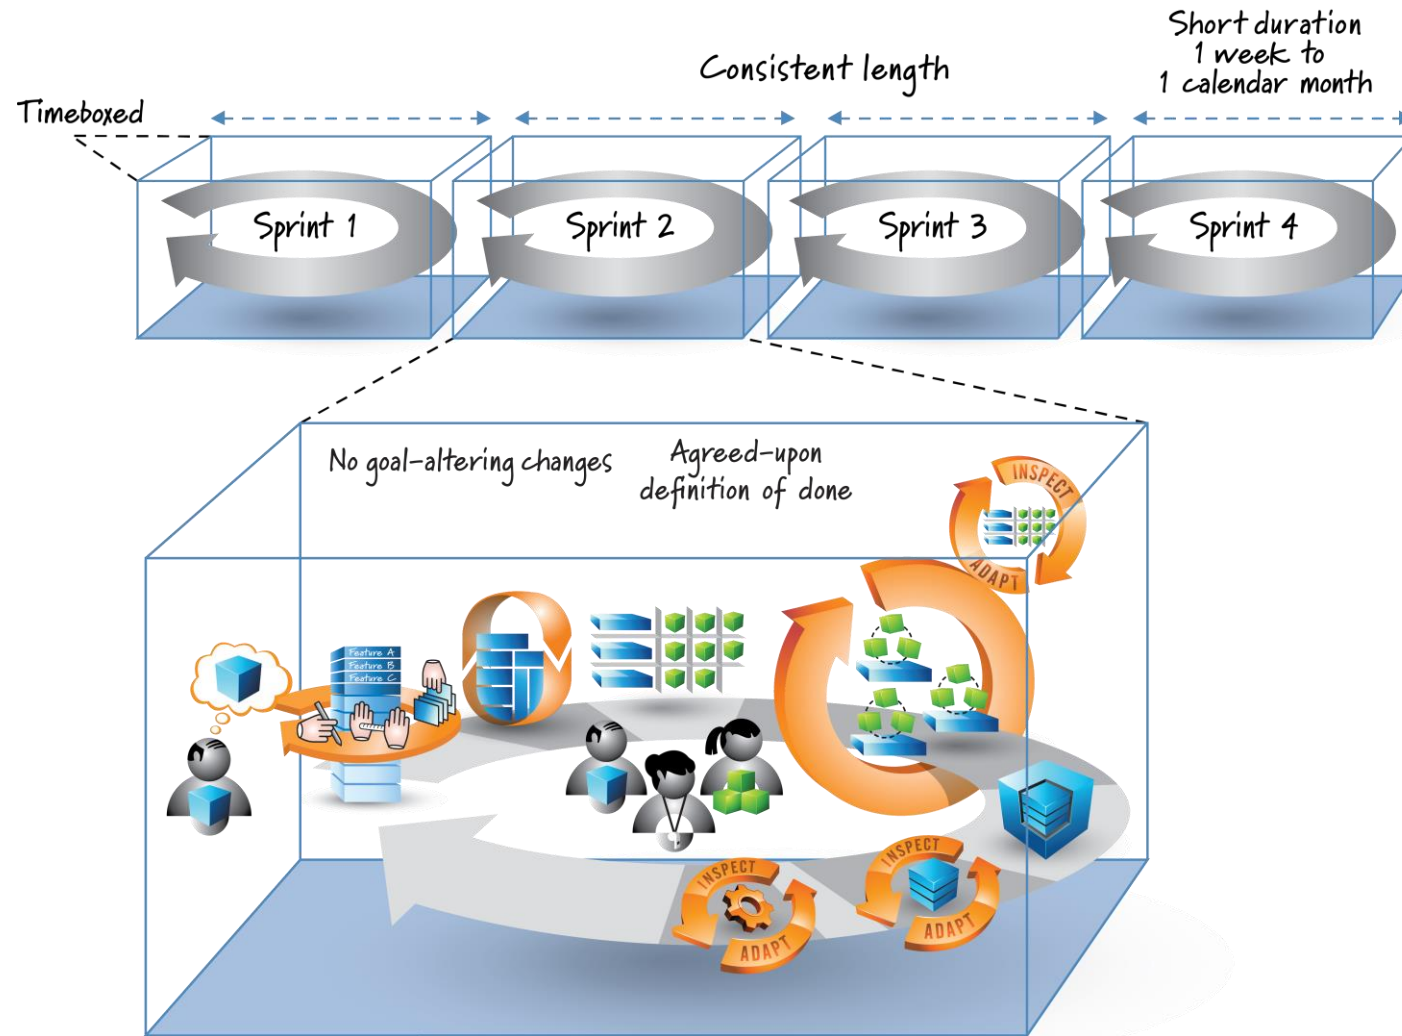 Short duration
1 week to
1 calendar month
Consistent length
Timeboxed
Sprint 1
Sprint 2
Sprint 3
Sprint 4
No goal-altering changes
Agreed-upon
definition of done
INSPECT
ADAPT
Feature A
Feature B
Feature C
INSPECT
ADAPT
INSPECT
ADAPT